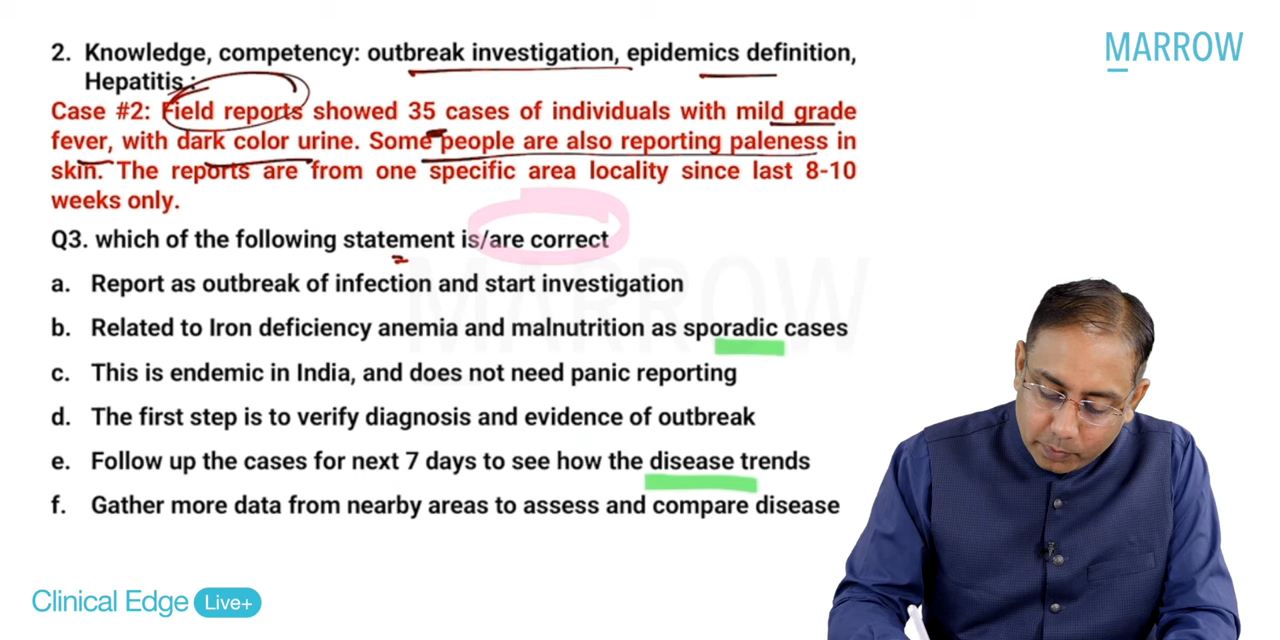 MARROW
2. Knowledge, competency: outbreak investigation, epidemics definition,
Hepatitis :
Case #2: Field reports showed 35 cases of individuals with mild grade
fever, with dark color urine. Some people are also reporting paleness in
skin. The reports are from one specific area locality since last 8-10
weeks only.
Q3. which of the following statement is/are correct
a. Report as outbreak of infection and start investigation
b. Related to Iron deficiency anemia and malnutrition as sporadic cases
c. This is endemic in India, and does not need panic reporting
d. The first step is to verify diagnosis and evidence of outbreak
e. Follow up the cases for next 7 days to see how the disease trends
f. Gather more data from nearby areas to assess and compare disease
MARROW
Clinical Edge Live+